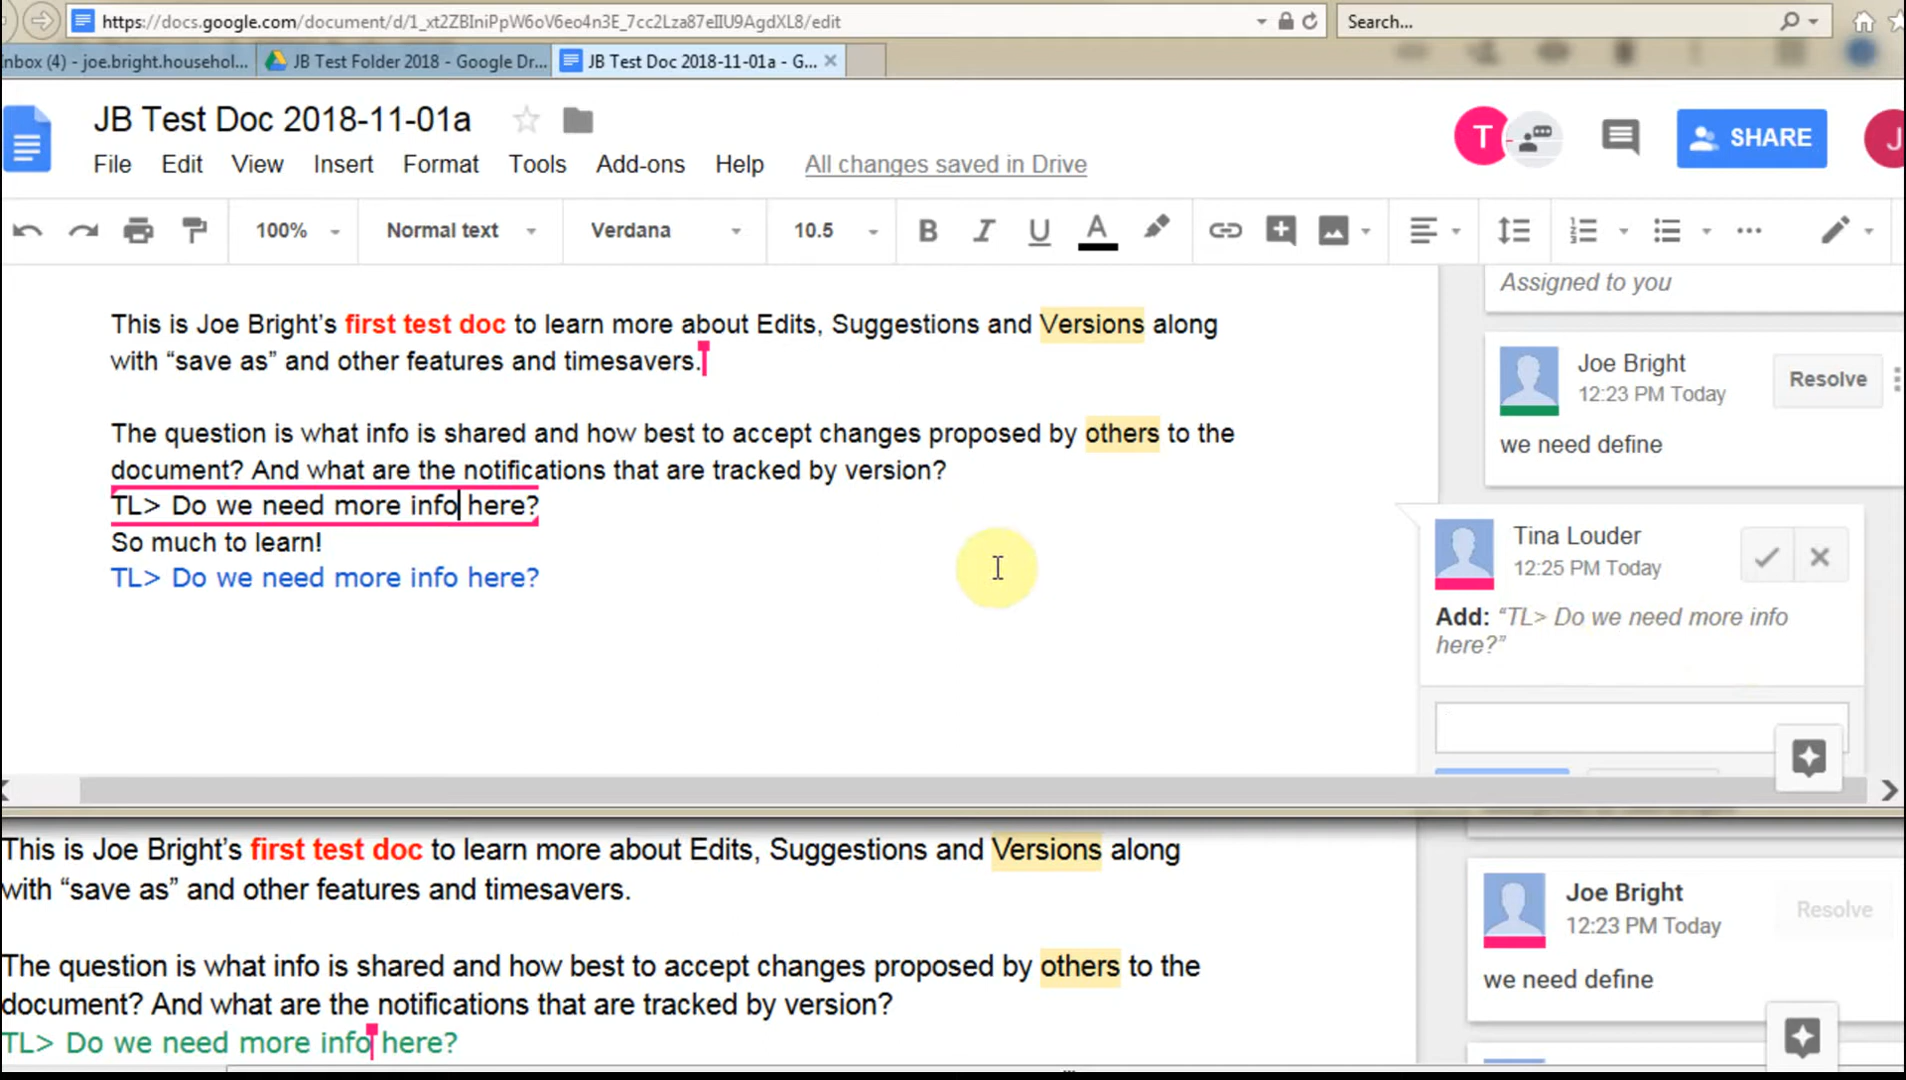 https://docs.google.com/document/d/1_xt2ZBIniPpW6oV6eo4n3E_7cc2Lza87eIIU9AgdXL8/edit
Search...
Inbox (4) - joe.bright.househol...
JB Test Folder 2018 - Google Dr...
JB Test Doc 2018-11-01a - G...
JB Test Doc 2018-11-01a
T
SHARE
J
File Edit View Insert Format Tools Add-ons Help All changes saved in Drive
100% Normal text Verdana 10.5 B I U A
Assigned to you
This is Joe Bright’s first test doc to learn more about Edits, Suggestions and Versions along
with “save as” and other features and timesavers.
Joe Bright
12:23 PM Today
Resolve
we need define
The question is what info is shared and how best to accept changes proposed by others to the
document? And what are the notifications that are tracked by version?
TL> Do we need more info here?
So much to learn!
TL> Do we need more info here?
Tina Louder
12:25 PM Today
Add: “TL> Do we need more info
here?”
This is Joe Bright’s first test doc to learn more about Edits, Suggestions and Versions along
with “save as” and other features and timesavers.
The question is what info is shared and how best to accept changes proposed by others to the
document? And what are the notifications that are tracked by version?
TL> Do we need more info here?
Joe Bright
12:23 PM Today
Resolve
we need define